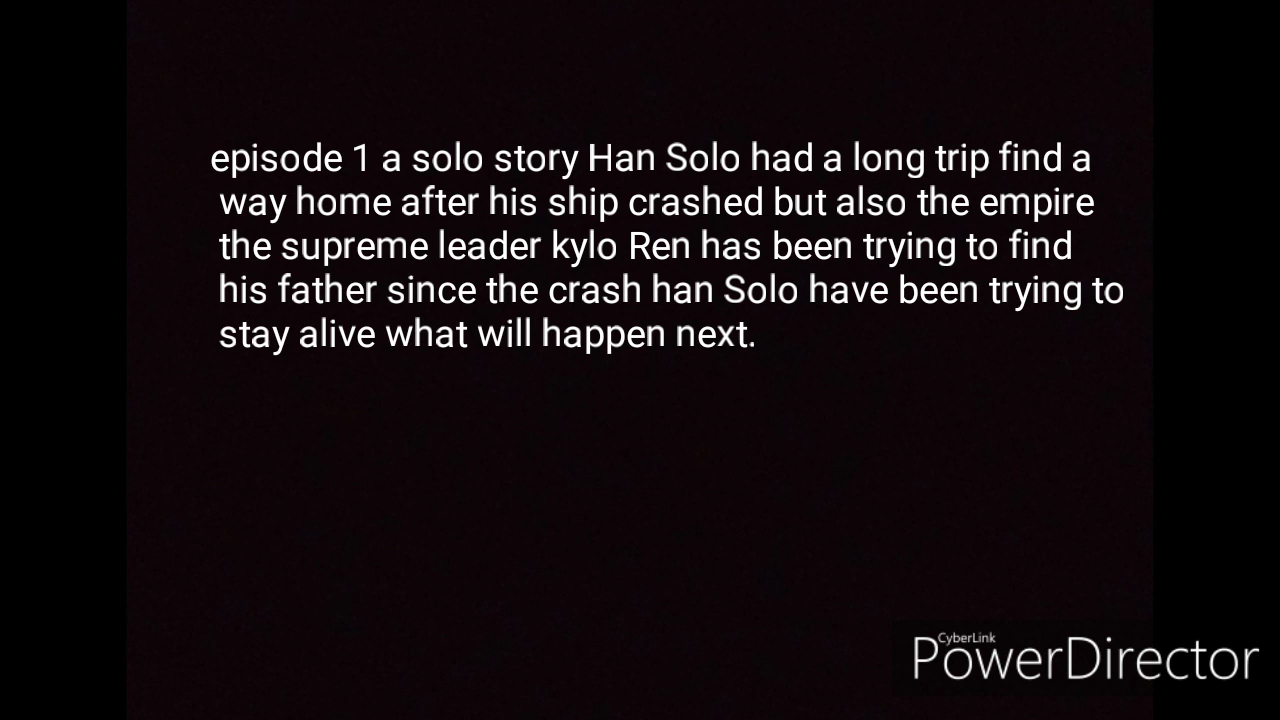 episode 1 a solo story Han Solo had a long trip find a
way home after his ship crashed but also the empire
the supreme leader kylo Ren has been trying to find
his father since the crash han Solo have been trying to
stay alive what will happen next.
CyberLink
PowerDirector